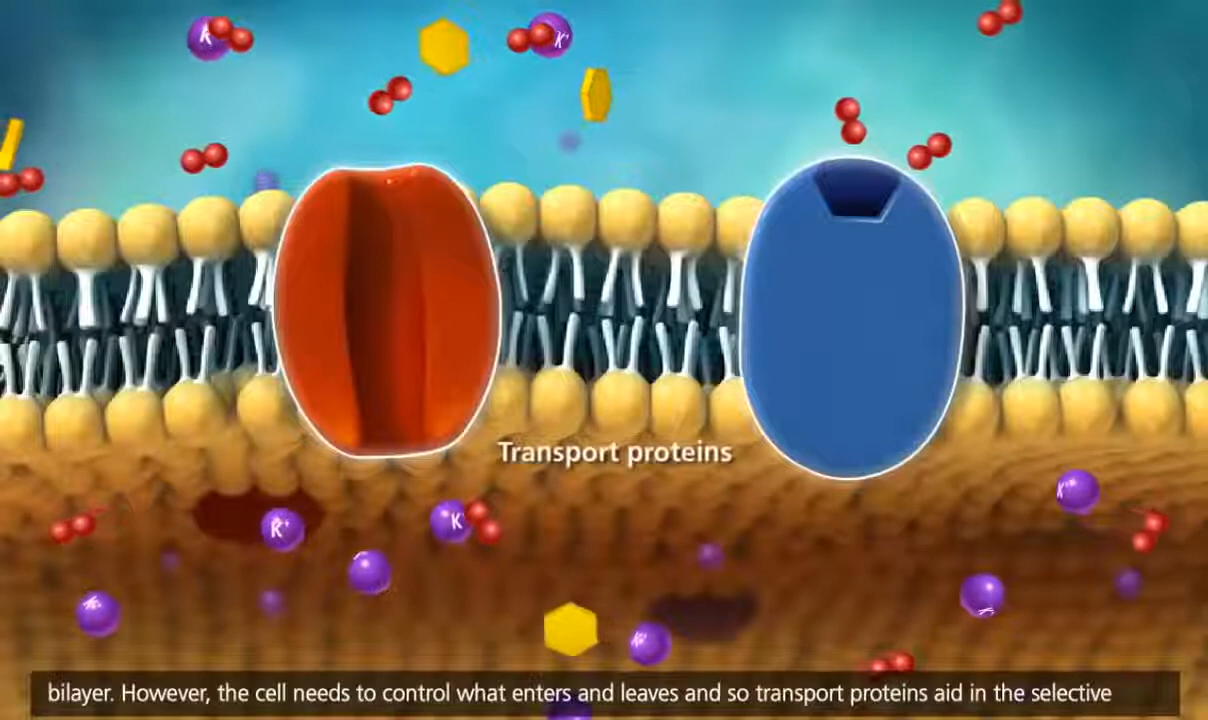 K
K+
Transport proteins
K+
K+
K
K+
K+
K+
K+
bilayer. However, the cell needs to control what enters and leaves and so transport proteins aid in the selective